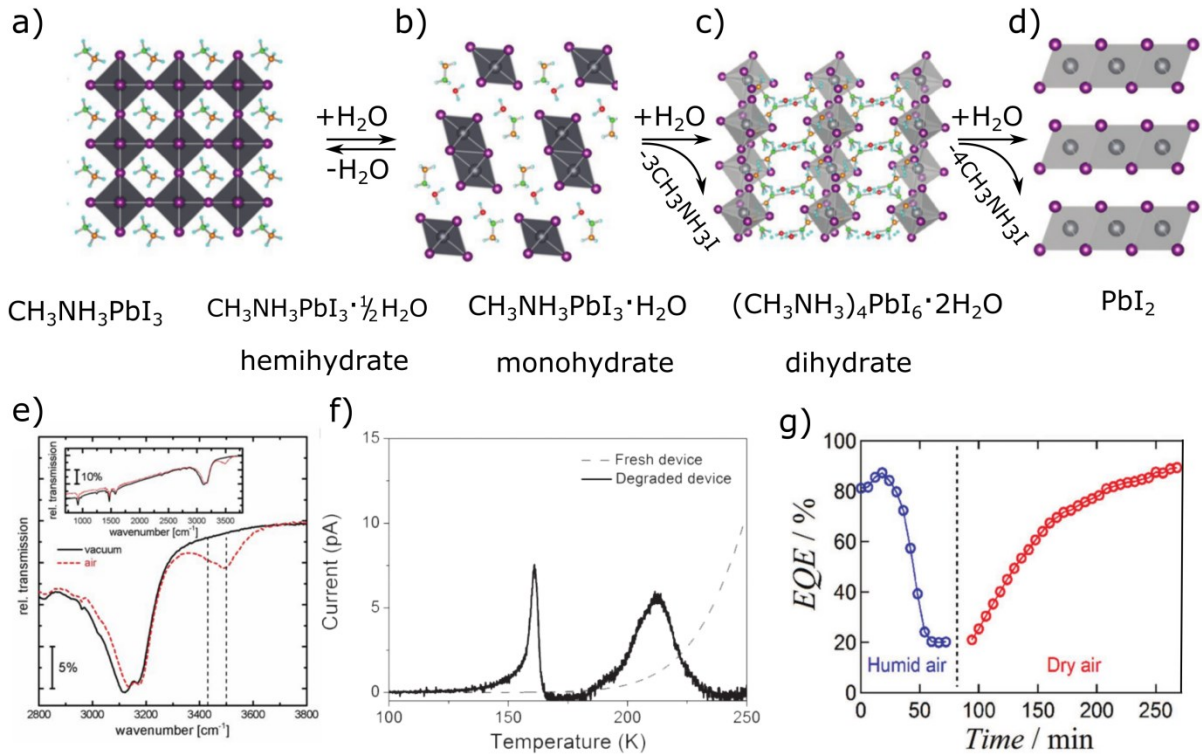 a)
b)
c)
d)
+H₂O
-H₂O
+H₂O
-3CH₃NH₃I
+H₂O
-4CH₃NH₃I
CH₃NH₃PbI₃
CH₃NH₃PbI₃·½H₂O
CH₃NH₃PbI₃·H₂O
(CH₃NH₃)₄PbI₆·2H₂O
PbI₂
hemihydrate
monohydrate
dihydrate
e)
rel. transmission
rel. transmission
10%
1000 1500 2000 2500 3000 3500
wavenumber [cm⁻¹]
vacuum
air
5%
2800 3000 3200 3400 3600 3800
wavenumber [cm⁻¹]
f)
Current (pA)
15
10
5
0
Fresh device
Degraded device
100 150 200 250
Temperature (K)
g)
EQE / %
100
80
60
40
20
0
Humid air
Dry air
0 50 100 150 200 250
Time / min